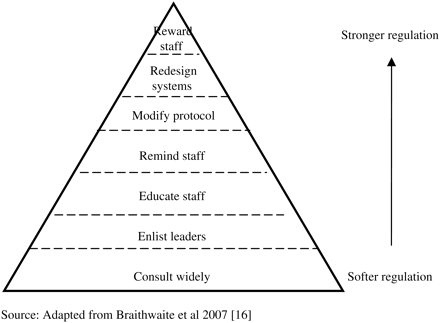 Reward
staff
Stronger regulation
Redesign
systems
Modify protocol
Remind staff
Educate staff
Enlist leaders
Consult widely
Softer regulation
Source: Adapted from Braithwaite et al 2007 [16]